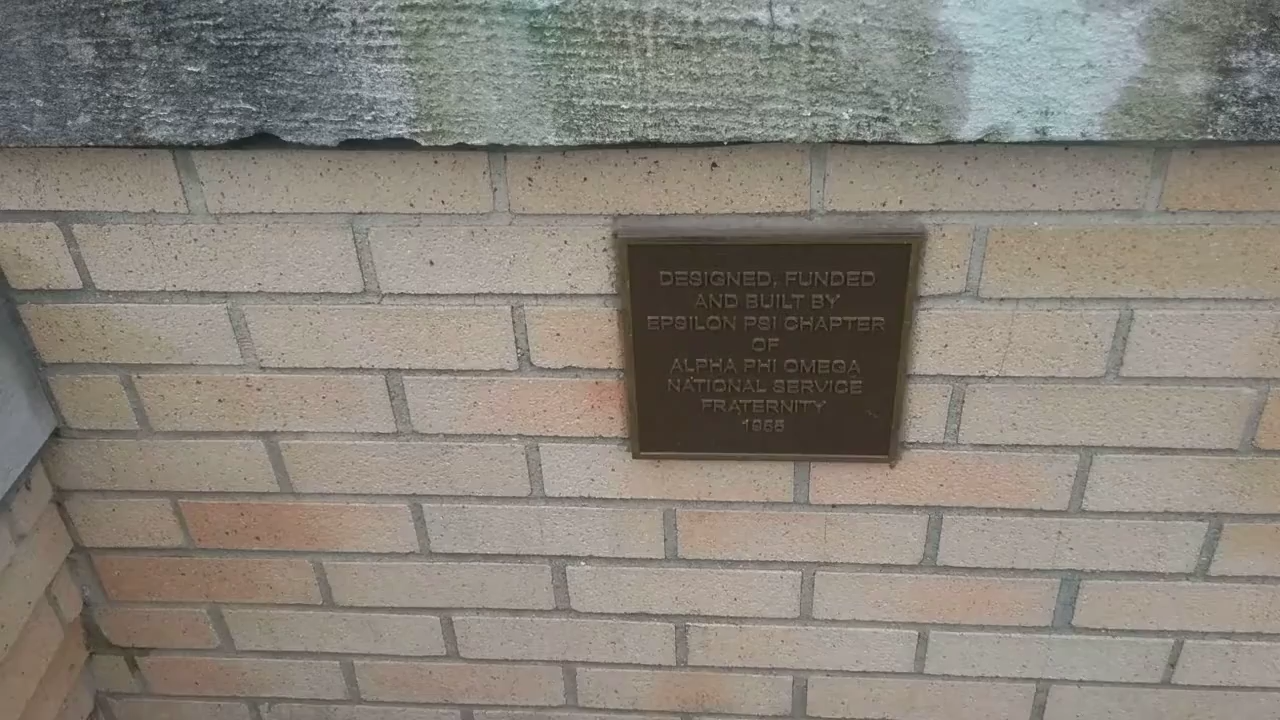 DESIGNED, FUNDED
AND BUILT BY
EPSILON PSI CHAPTER
OF
ALPHA PHI OMEGA
NATIONAL SERVICE
FRATERNITY